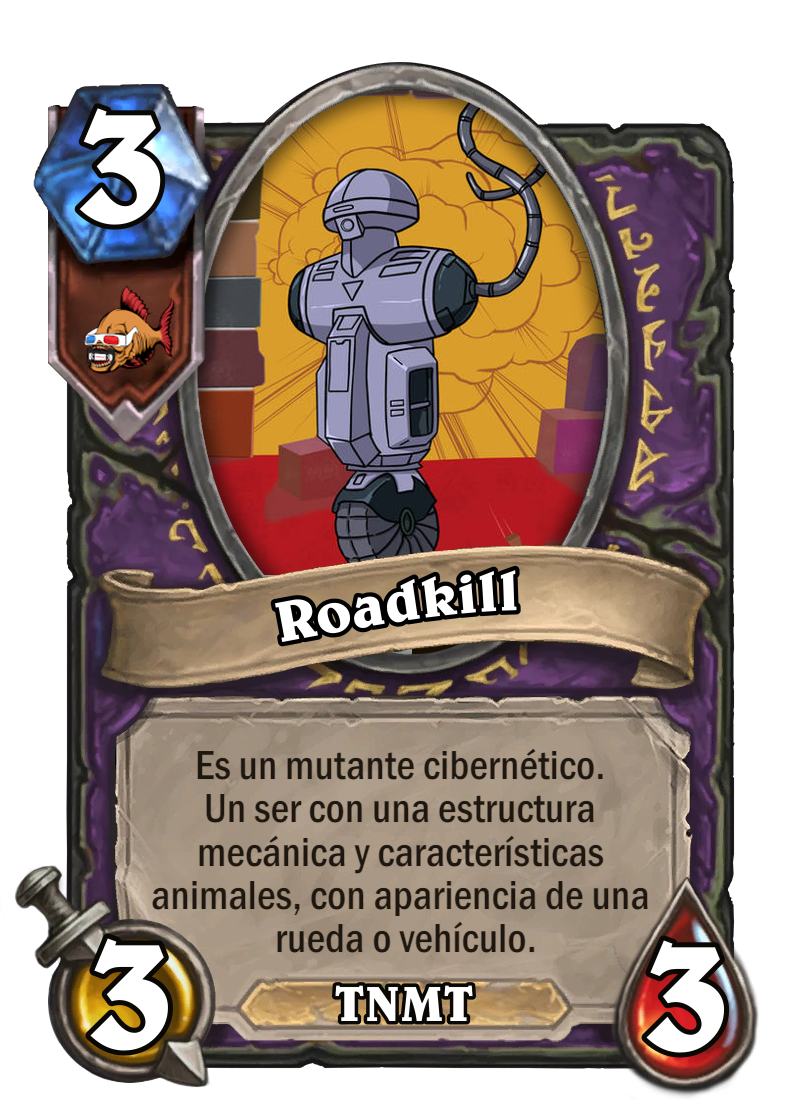 3
Roadkill
Es un mutante cibernético.
Un ser con una estructura
mecánica y características
animales, con apariencia de una
rueda o vehículo.
3
TNMT
3